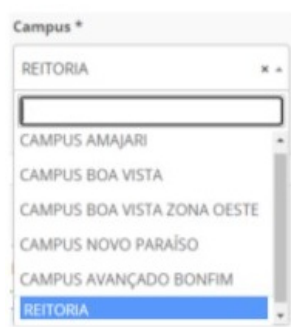 Campus *
REITORIA
CAMPUS AMAJARI
CAMPUS BOA VISTA
CAMPUS BOA VISTA ZONA OESTE
CAMPUS NOVO PARAÍSO
CAMPUS AVANÇADO BONFIM
REITORIA